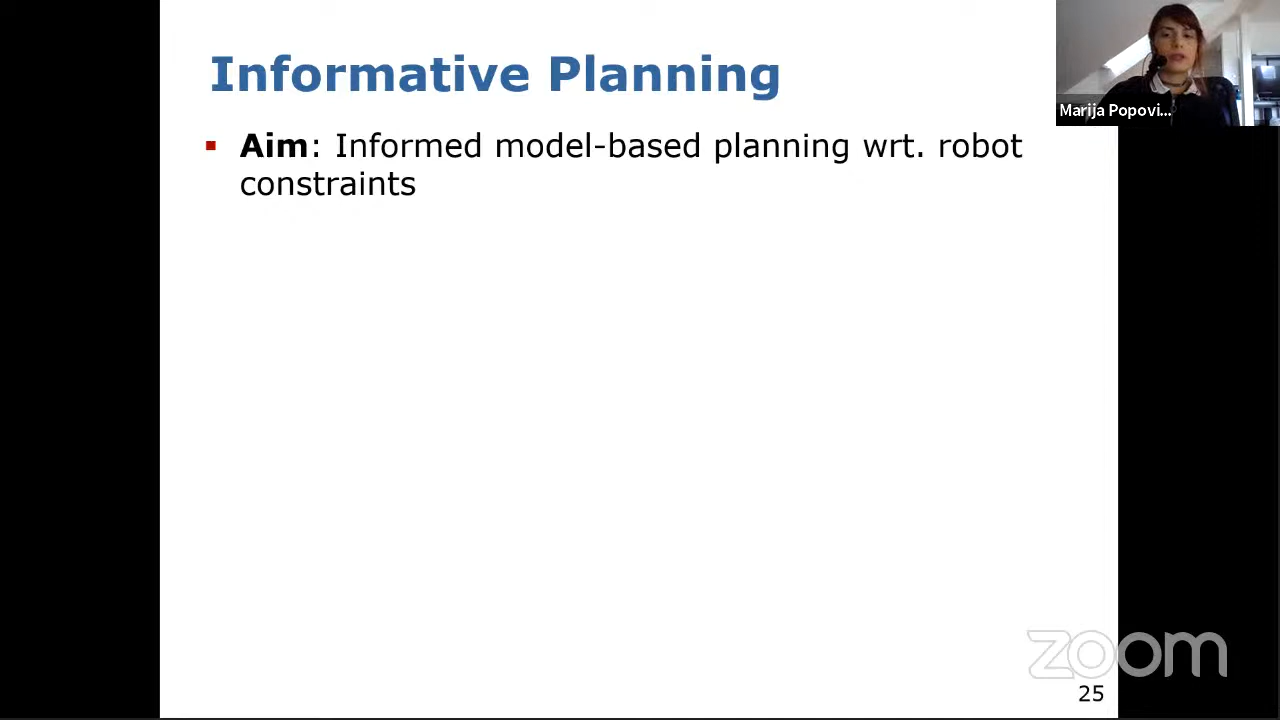 Informative Planning
Marija Popovi...
▪ Aim: Informed model-based planning wrt. robot
constraints
zoom
25